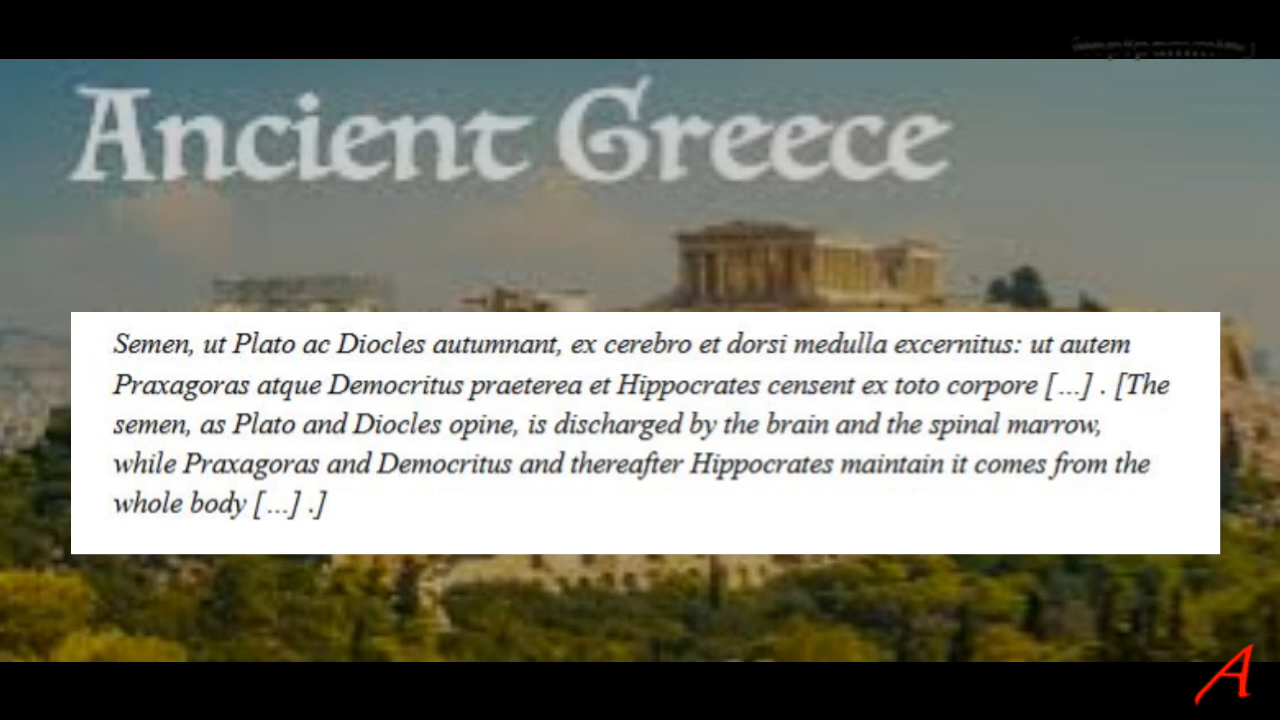 Ancient Greece
Semen, ut Plato ac Diocles autumnant, ex cerebro et dorsi medulla excernitus: ut autem
Praxagoras atque Democritus praeterea et Hippocrates censent ex toto corpore [...] . [The
semen, as Plato and Diocles opine, is discharged by the brain and the spinal marrow,
while Praxagoras and Democritus and thereafter Hippocrates maintain it comes from the
whole body [...] .]
A